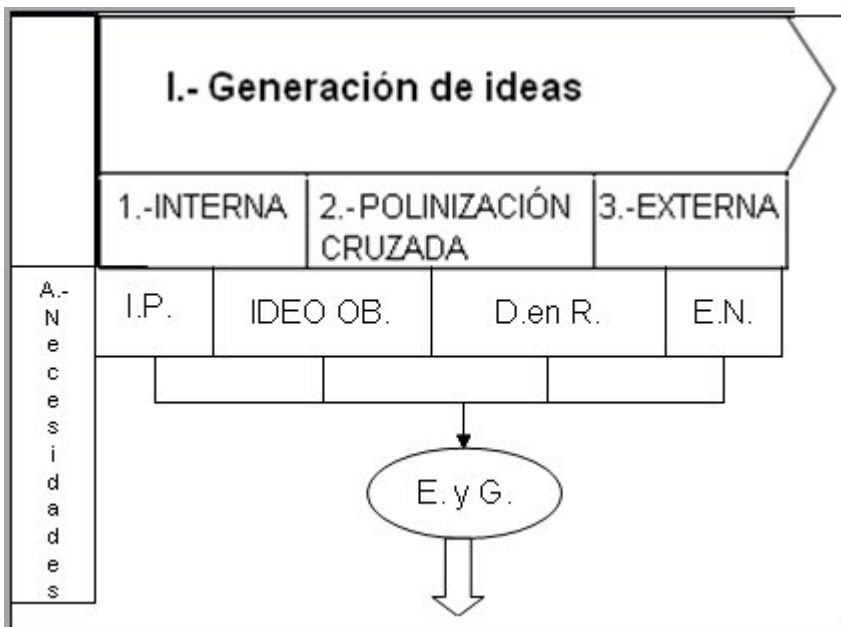 I.- Generación de ideas
1.-INTERNA
2.-POLINIZACIÓN
CRUZADA
3.-EXTERNA
A.-
N
e
c
e
s
i
d
a
d
e
s
I.P.
IDEO OB.
D.en R.
E.N.
E. y G.